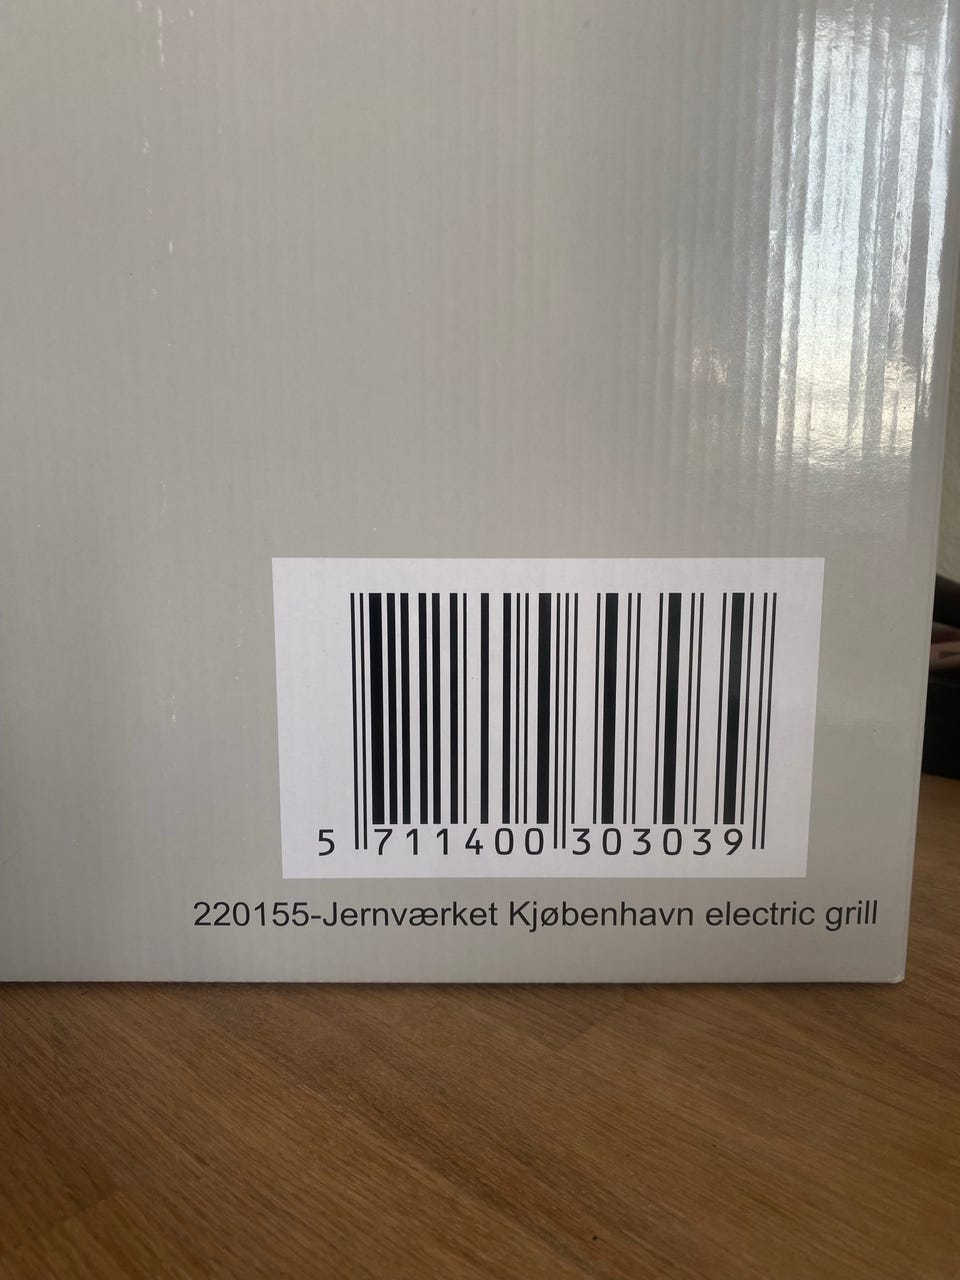 5 711400 303039
220155-Jernværket Kjøbenhavn electric grill